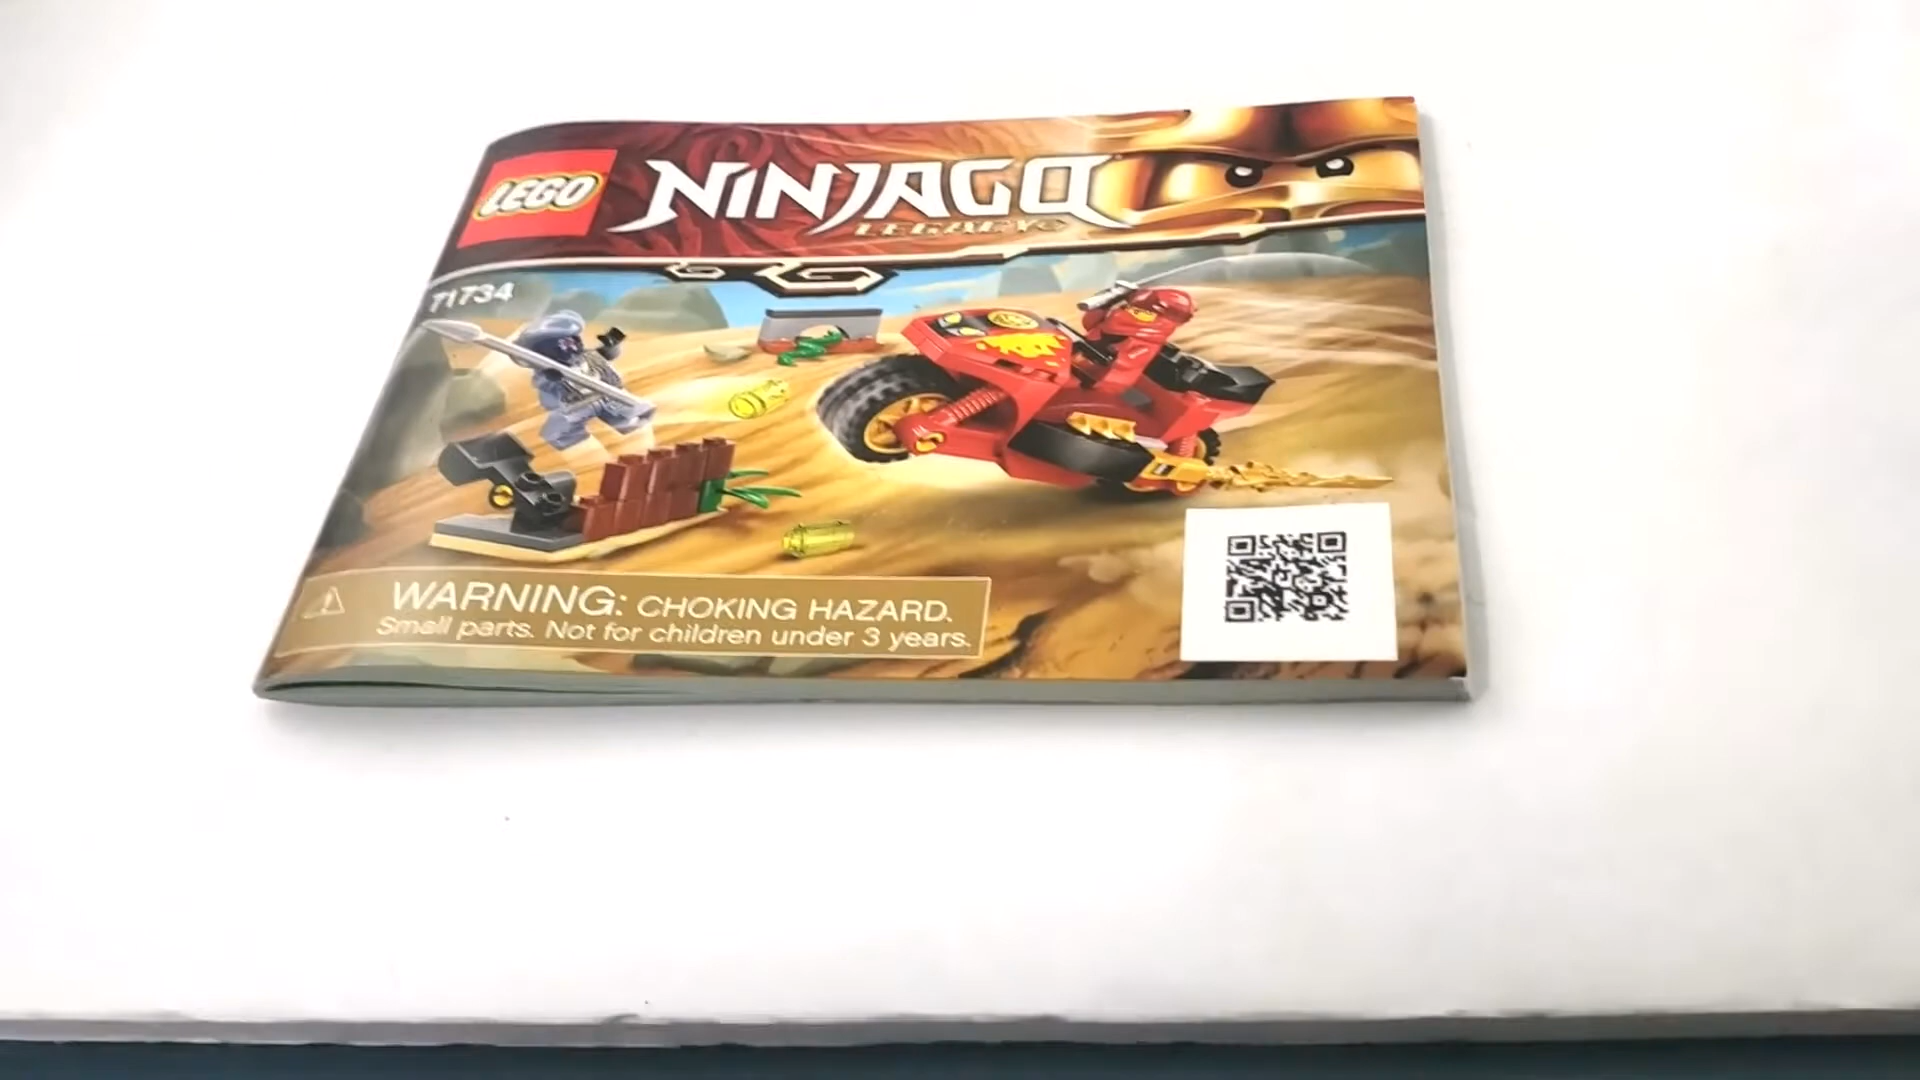 LEGO
NINJAGO
LEGACY
71734
WARNING: CHOKING HAZARD.
Small parts. Not for children under 3 years.